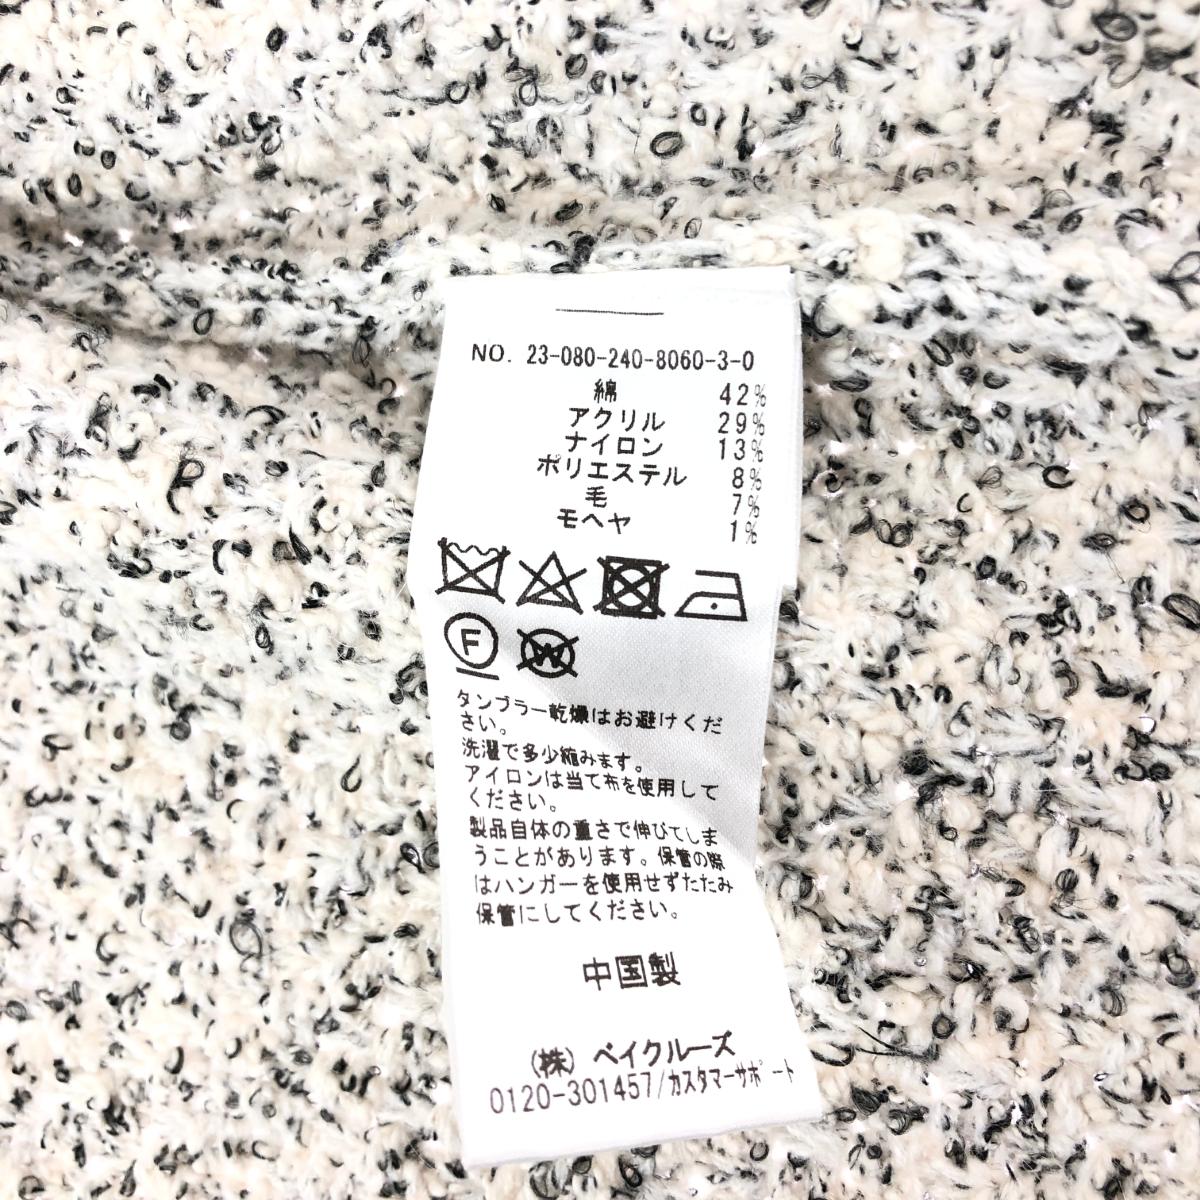 NO. 23-080-240-8060-3-0
綿 42%
アクリル 29%
ナイロン 13%
ポリエステル 8%
毛 7%
モヘヤ 1%
F W
タンブラー乾燥はお避けくだ
さい。
洗濯で多少縮みます。
アイロンは当て布を使用して
ください。
製品自体の重さで伸びてしま
うことがあります。保管の際
はハンガーを使用せずたたみ
保管にしてください。
中国製
(株) ベイクルーズ
0120-301457/カスタマーサポート